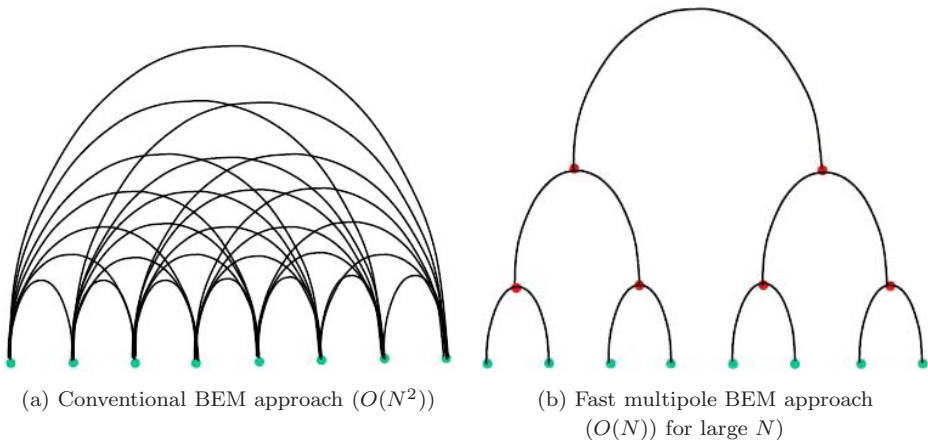 (a) Conventional BEM approach (O(N²))
(b) Fast multipole BEM approach
(O(N)) for large N)